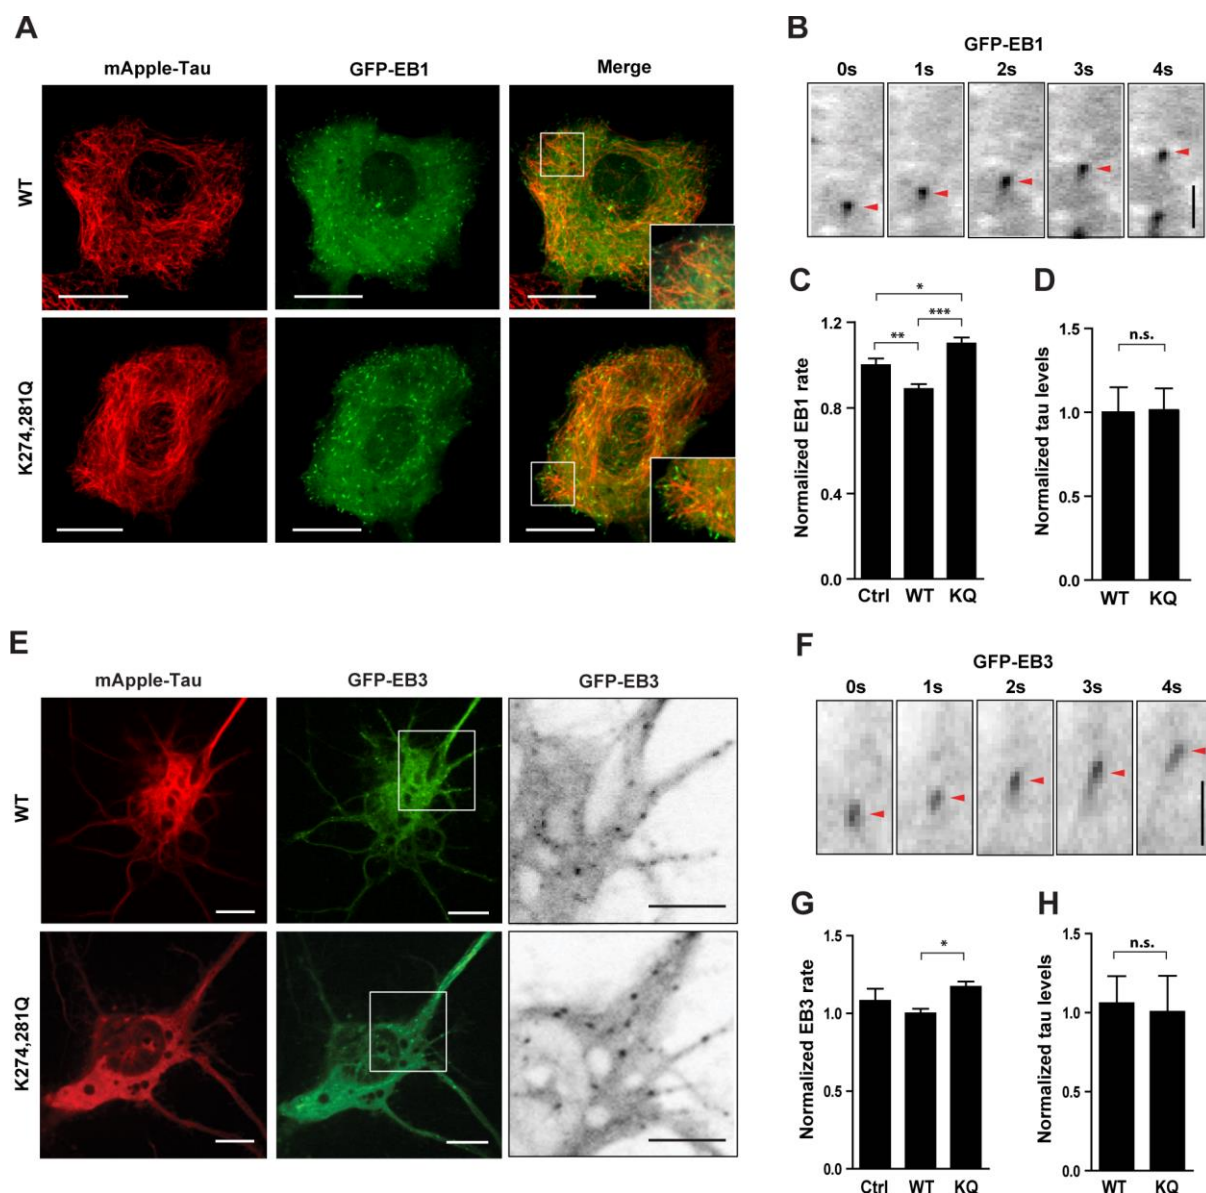 A
mApple-Tau GFP-EB1 Merge
WT
K274,281Q
B
GFP-EB1
0s 1s 2s 3s 4s
C
* 
** ***
Normalized EB1 rate
1.2
0.8
0.4
0.0
Ctrl WT KQ
D
n.s.
Normalized tau levels
1.5
1.0
0.5
0.0
WT KQ
E
mApple-Tau GFP-EB3 GFP-EB3
WT
K274,281Q
F
GFP-EB3
0s 1s 2s 3s 4s
G
*
Normalized EB3 rate
1.5
1.0
0.5
0.0
Ctrl WT KQ
H
n.s.
Normalized tau levels
1.5
1.0
0.5
0.0
WT KQ